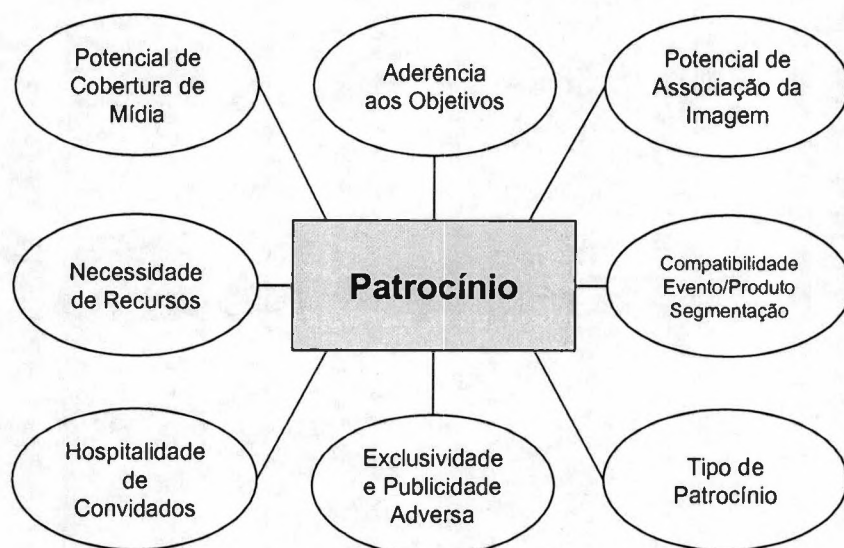 Potencial de
Cobertura de
Mídia
Aderência
aos Objetivos
Potencial de
Associação da
Imagem
Necessidade
de Recursos
Patrocínio
Compatibilidade
Evento/Produto
Segmentação
Hospitalidade
de
Convidados
Exclusividade
e Publicidade
Adversa
Tipo de
Patrocínio